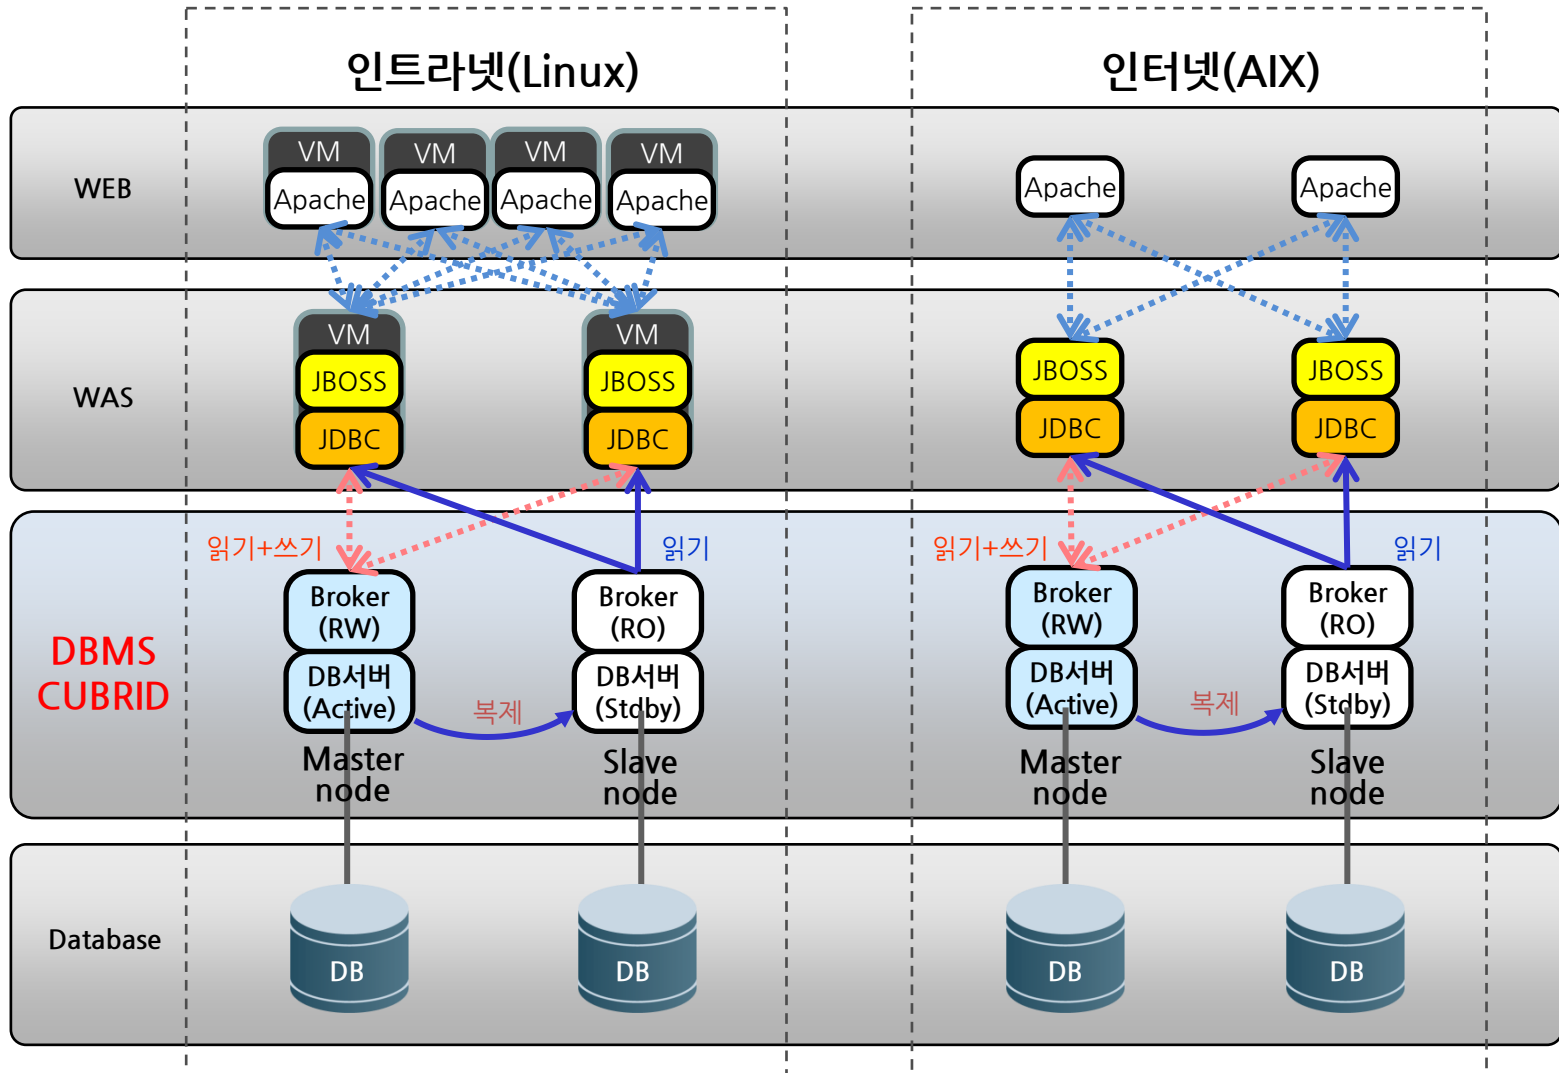 인트라넷(Linux)
인터넷(AIX)
WEB
VM
VM
VM
VM
Apache
Apache
Apache
Apache
Apache
Apache
WAS
VM
VM
JBOSS
JBOSS
JBOSS
JBOSS
JDBC
JDBC
JDBC
JDBC
읽기+쓰기
읽기
읽기+쓰기
읽기
DBMS
CUBRID
Broker
(RW)
Broker
(RO)
Broker
(RW)
Broker
(RO)
DB서버
(Active)
복제
DB서버
(Stdby)
DB서버
(Active)
복제
DB서버
(Stdby)
Master
node
Slave
node
Master
node
Slave
node
Database
DB
DB
DB
DB